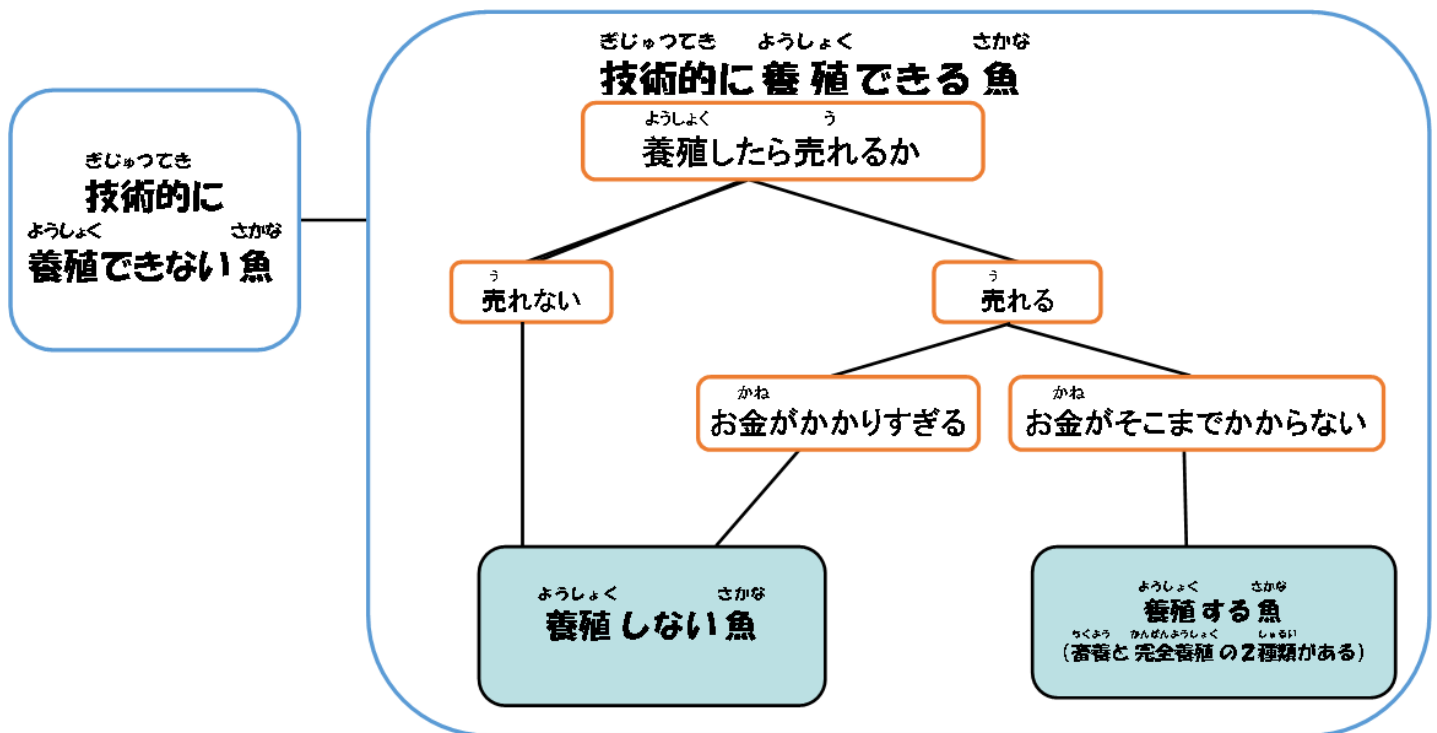 ぎじゅつてき
技術的に
ようしょく さかな
養殖できない魚
ぎじゅつてき ようしょく さかな
技術的に養殖できる魚
ようしょく う
養殖したら売れるか
う
売れない
う
売れる
かね
お金がかかりすぎる
かね
お金がそこまでかからない
ようしょく さかな
養殖しない魚
ようしょく さかな
養殖する魚
ちくよう かんぜんようしょく しゅるい
(畜養と完全養殖の2種類がある)